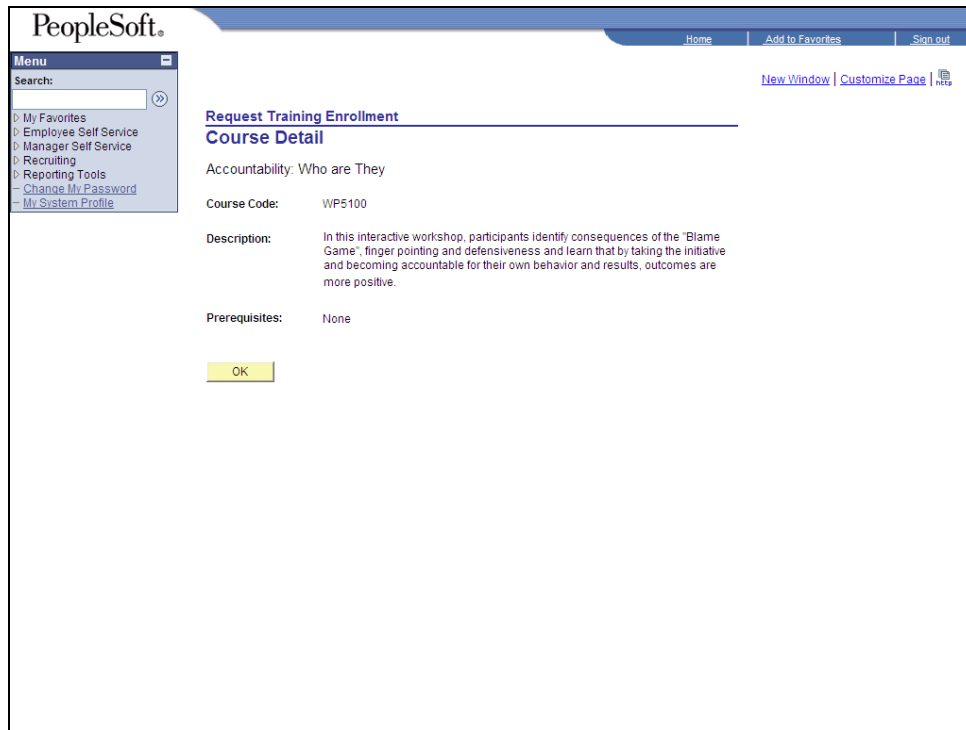 PeopleSoft®
Home
Add to Favorites
Sign out
Menu
Search:
My Favorites
Employee Self Service
Manager Self Service
Recruiting
Reporting Tools
Change My Password
My System Profile
New Window | Customize Page | http
Request Training Enrollment
Course Detail
Accountability: Who are They
Course Code: WP5100
Description: In this interactive workshop, participants identify consequences of the "Blame
Game", finger pointing and defensiveness and learn that by taking the initiative
and becoming accountable for their own behavior and results, outcomes are
more positive.
Prerequisites: None
OK